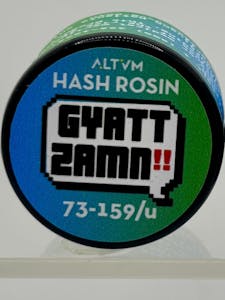 ALTVM
HASH ROSIN
GYATT
ZAMN!!
73-159/u